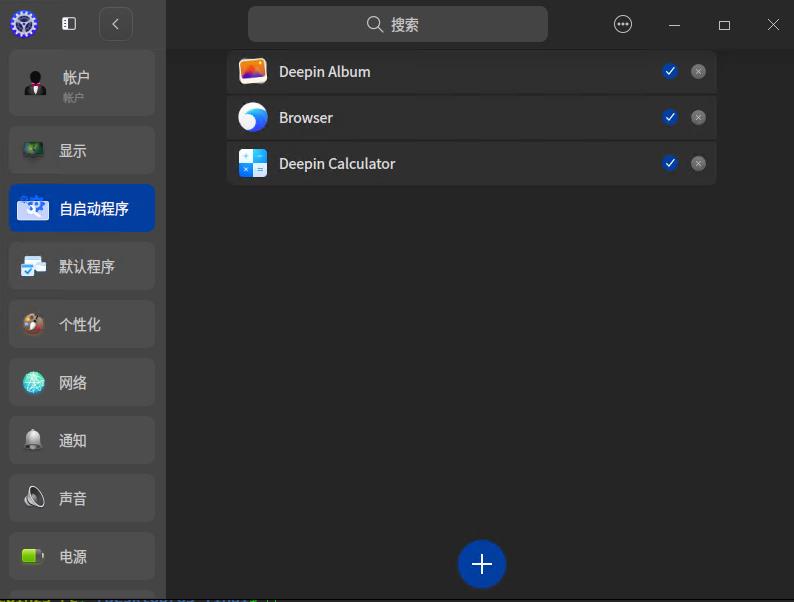 搜索
帐户
帐户
显示
自启动程序
默认程序
个性化
网络
通知
声音
电源
Deepin Album
Browser
Deepin Calculator